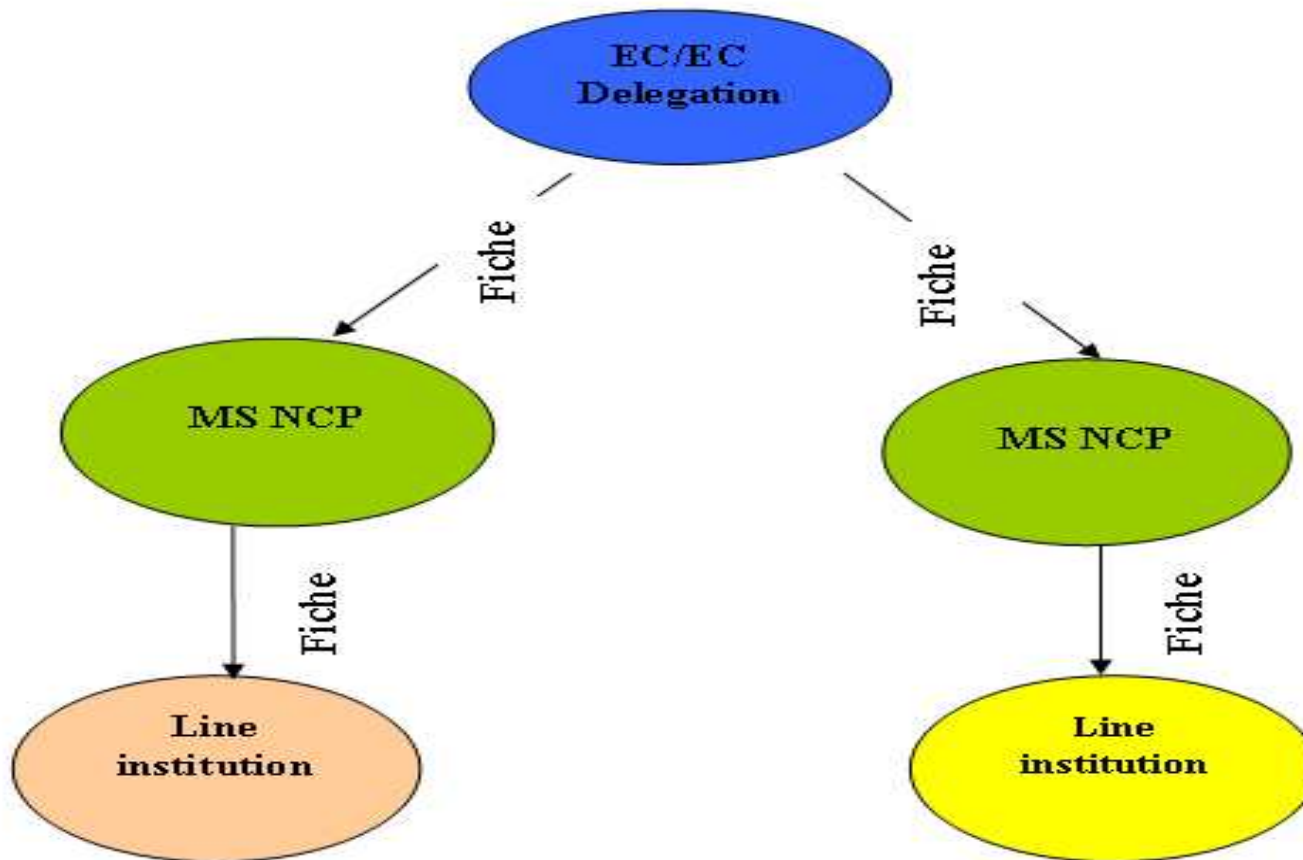 EC/EC
Delegation
Fiche
Fiche
MS NCP
MS NCP
Fiche
Fiche
Line
institution
Line
institution